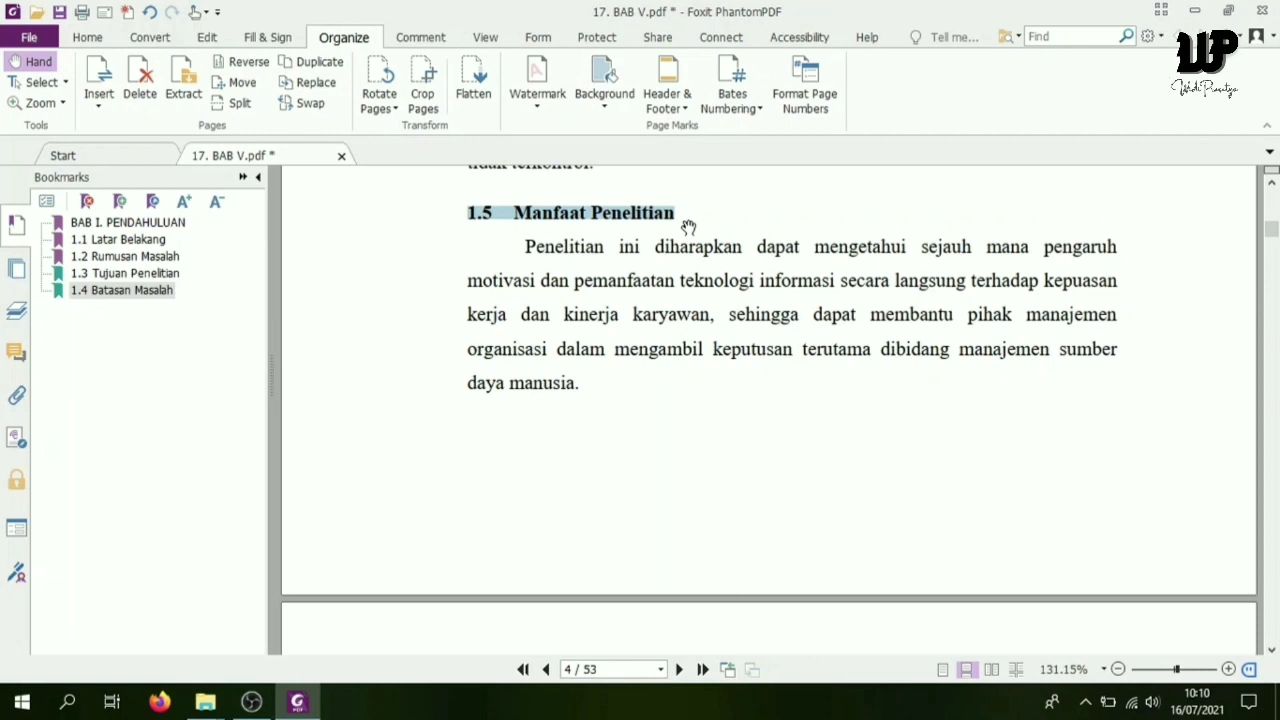 17. BAB V.pdf * - Foxit PhantomPDF
File Home Convert Edit Fill & Sign Organize Comment View Form Protect Share Connect Accessibility Help Tell me... Find
Hand
Select
Zoom
Tools
Insert Delete Extract
Reverse Duplicate
Move Replace
Split Swap
Pages
Rotate Pages
Crop Pages
Flatten
Transform
Watermark
Background
Header & Footer
Bates Numbering
Format Page Numbers
Page Marks
Start 17. BAB V.pdf *
Bookmarks
BAB I. PENDAHULUAN
1.1 Latar Belakang
1.2 Rumusan Masalah
1.3 Tujuan Penelitian
1.4 Batasan Masalah
tidak terkontrol.
1.5 Manfaat Penelitian
Penelitian ini diharapkan dapat mengetahui sejauh mana pengaruh
motivasi dan pemanfaatan teknologi informasi secara langsung terhadap kepuasan
kerja dan kinerja karyawan, sehingga dapat membantu pihak manajemen
organisasi dalam mengambil keputusan terutama dibidang manajemen sumber
daya manusia.
4 / 53
131.15%
10:10
16/07/2021